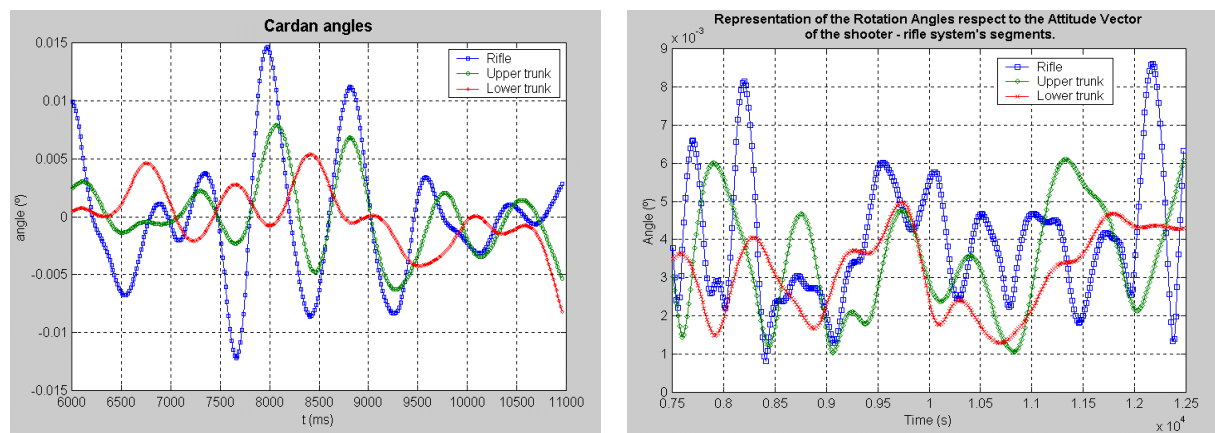 Cardan angles
0.015
0.01
0.005
0
-0.005
-0.01
-0.015
angle (º)
6000 6500 7000 7500 8000 8500 9000 9500 10000 10500 11000
t (ms)
Rifle
Upper trunk
Lower trunk
Representation of the Rotation Angles respect to the Attitude Vector
of the shooter - rifle system's segments.
x 10⁻³
9
8
7
6
5
4
3
2
1
0
Angle (º)
0.75 0.8 0.85 0.9 0.95 1 1.05 1.1 1.15 1.2 1.25
Time (s)
x 10⁴
Rifle
Upper trunk
Lower trunk